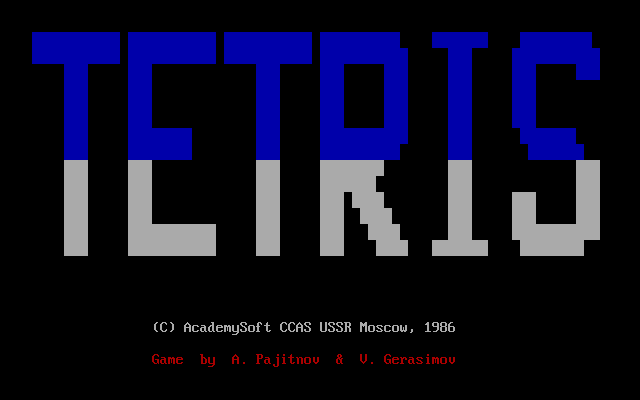 TETRIS
(C) AcademySoft CCAS USSR Moscow, 1986
Game by A. Pajitnov & V. Gerasimov